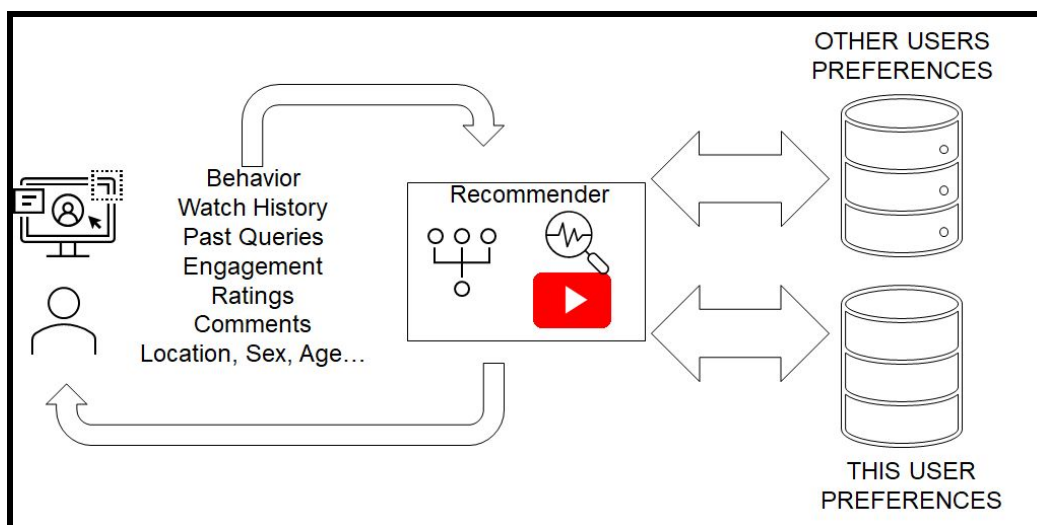 OTHER USERS
PREFERENCES
Behavior
Watch History
Past Queries
Engagement
Ratings
Comments
Location, Sex, Age…
Recommender
THIS USER
PREFERENCES